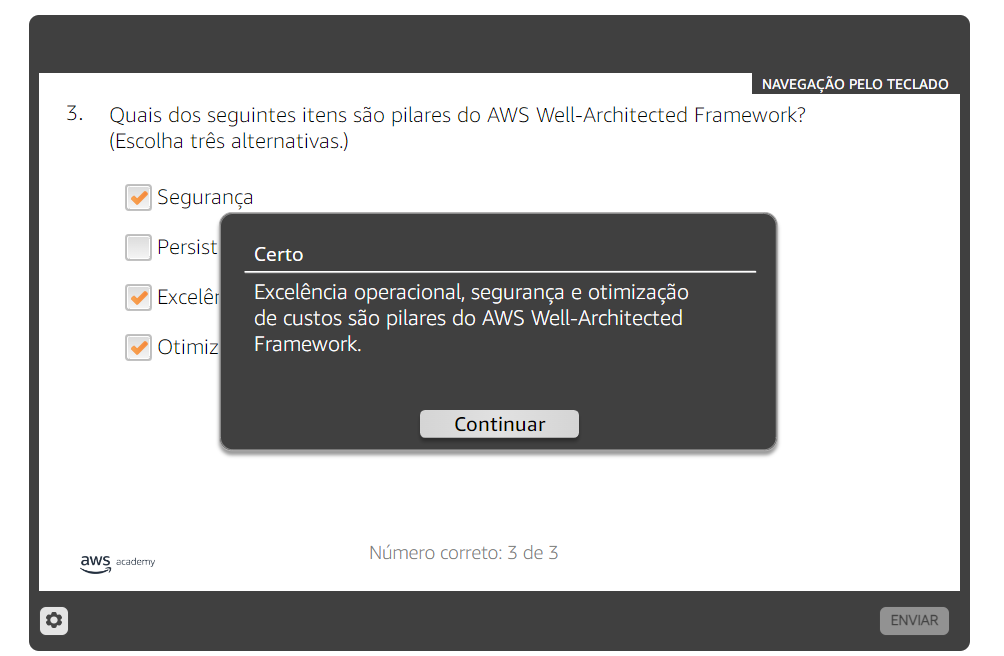 NAVEGAÇÃO PELO TECLADO
3. Quais dos seguintes itens são pilares do AWS Well-Architected Framework?
(Escolha três alternativas.)
Segurança
Persist
Excelên
Otimiz
Certo
Excelência operacional, segurança e otimização
de custos são pilares do AWS Well-Architected
Framework.
Continuar
Número correto: 3 de 3
aws academy
ENVIAR